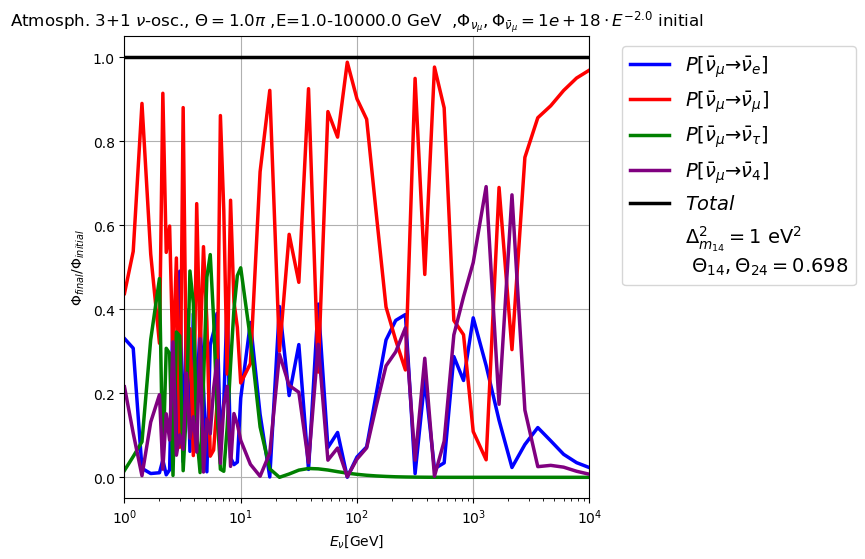 Atmosph. 3+1 ν-osc., Θ = 1.0π ,E=1.0-10000.0 GeV ,Φ_{ν_μ}, Φ_{ν̄_μ} = 1e + 18 · E^{−2.0} initial
1.0
0.8
0.6
0.4
0.2
0.0
Φ_{final}/Φ_{initial}
10^0
10^1
10^2
10^3
10^4
E_ν[GeV]
P[ν̄_μ→ν̄_e]
P[ν̄_μ→ν̄_μ]
P[ν̄_μ→ν̄_τ]
P[ν̄_μ→ν̄_4]
Total
Δ^2_{m_{14}} = 1 eV^2
Θ_{14}, Θ_{24} = 0.698